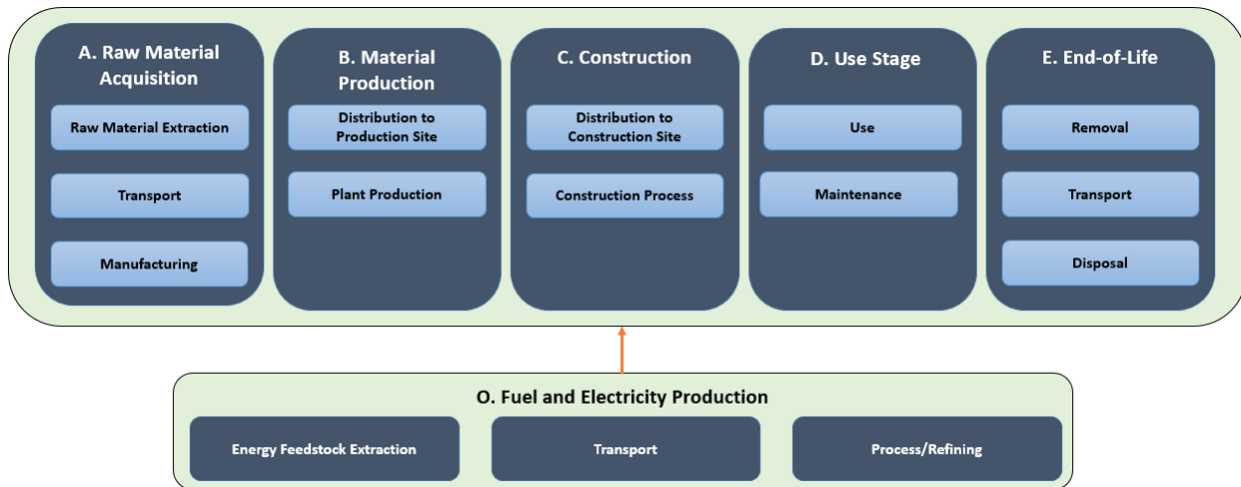 A. Raw Material
Acquisition
Raw Material Extraction
Transport
Manufacturing
B. Material
Production
Distribution to
Production Site
Plant Production
C. Construction
Distribution to
Construction Site
Construction Process
D. Use Stage
Use
Maintenance
E. End-of-Life
Removal
Transport
Disposal
O. Fuel and Electricity Production
Energy Feedstock Extraction
Transport
Process/Refining